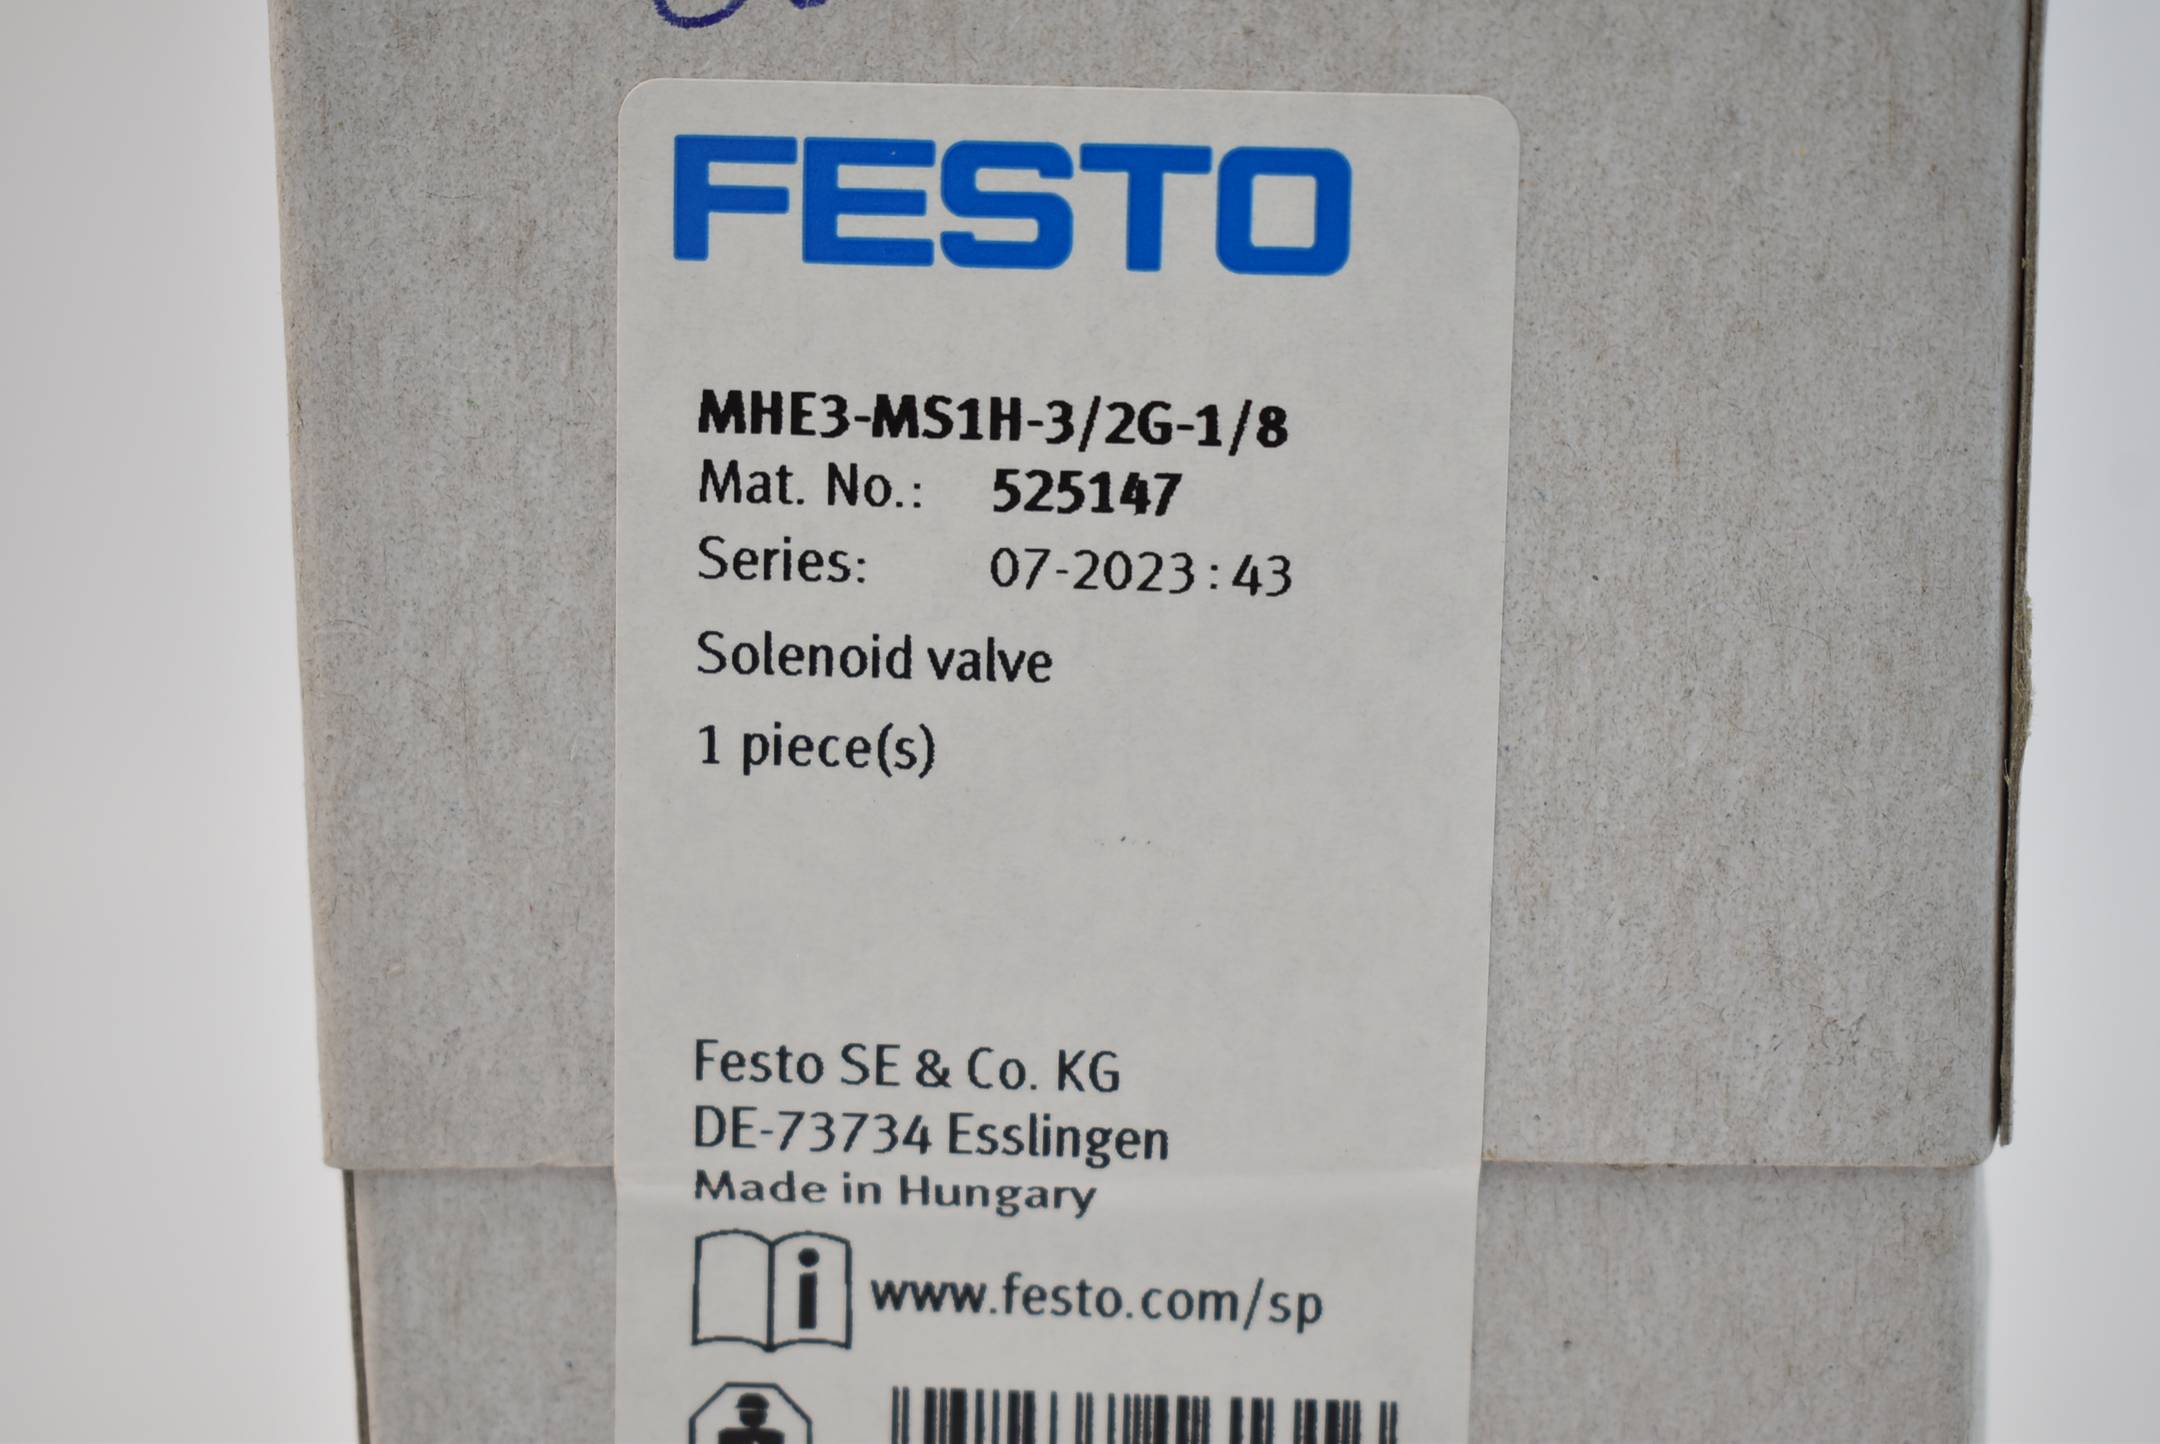 FESTO
MHE3-MS1H-3/2G-1/8
Mat. No.: 525147
Series: 07-2023:43
Solenoid valve
1 piece(s)
Festo SE & Co. KG
DE-73734 Esslingen
Made in Hungary
i www.festo.com/sp